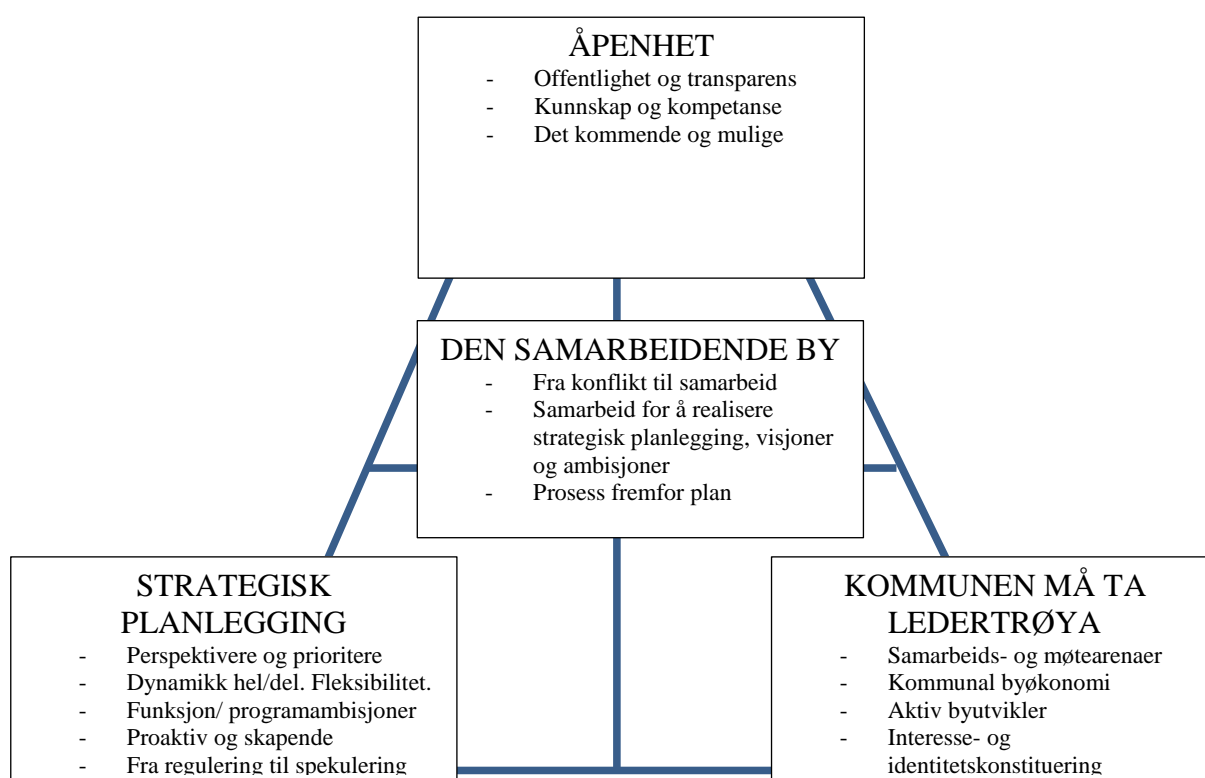 ÅPENHET
- Offentlighet og transparens
- Kunnskap og kompetanse
- Det kommende og mulige
DEN SAMARBEIDENDE BY
- Fra konflikt til samarbeid
- Samarbeid for å realisere
strategisk planlegging, visjoner
og ambisjoner
- Prosess fremfor plan
STRATEGISK
PLANLEGGING
- Perspektivere og prioritere
- Dynamikk hel/del. Fleksibilitet.
- Funksjon/ programambisjoner
- Proaktiv og skapende
- Fra regulering til spekulering
KOMMUNEN MÅ TA
LEDERTRØYA
- Samarbeids- og møtearenaer
- Kommunal byøkonomi
- Aktiv byutvikler
- Interesse- og
identitetskonstituering